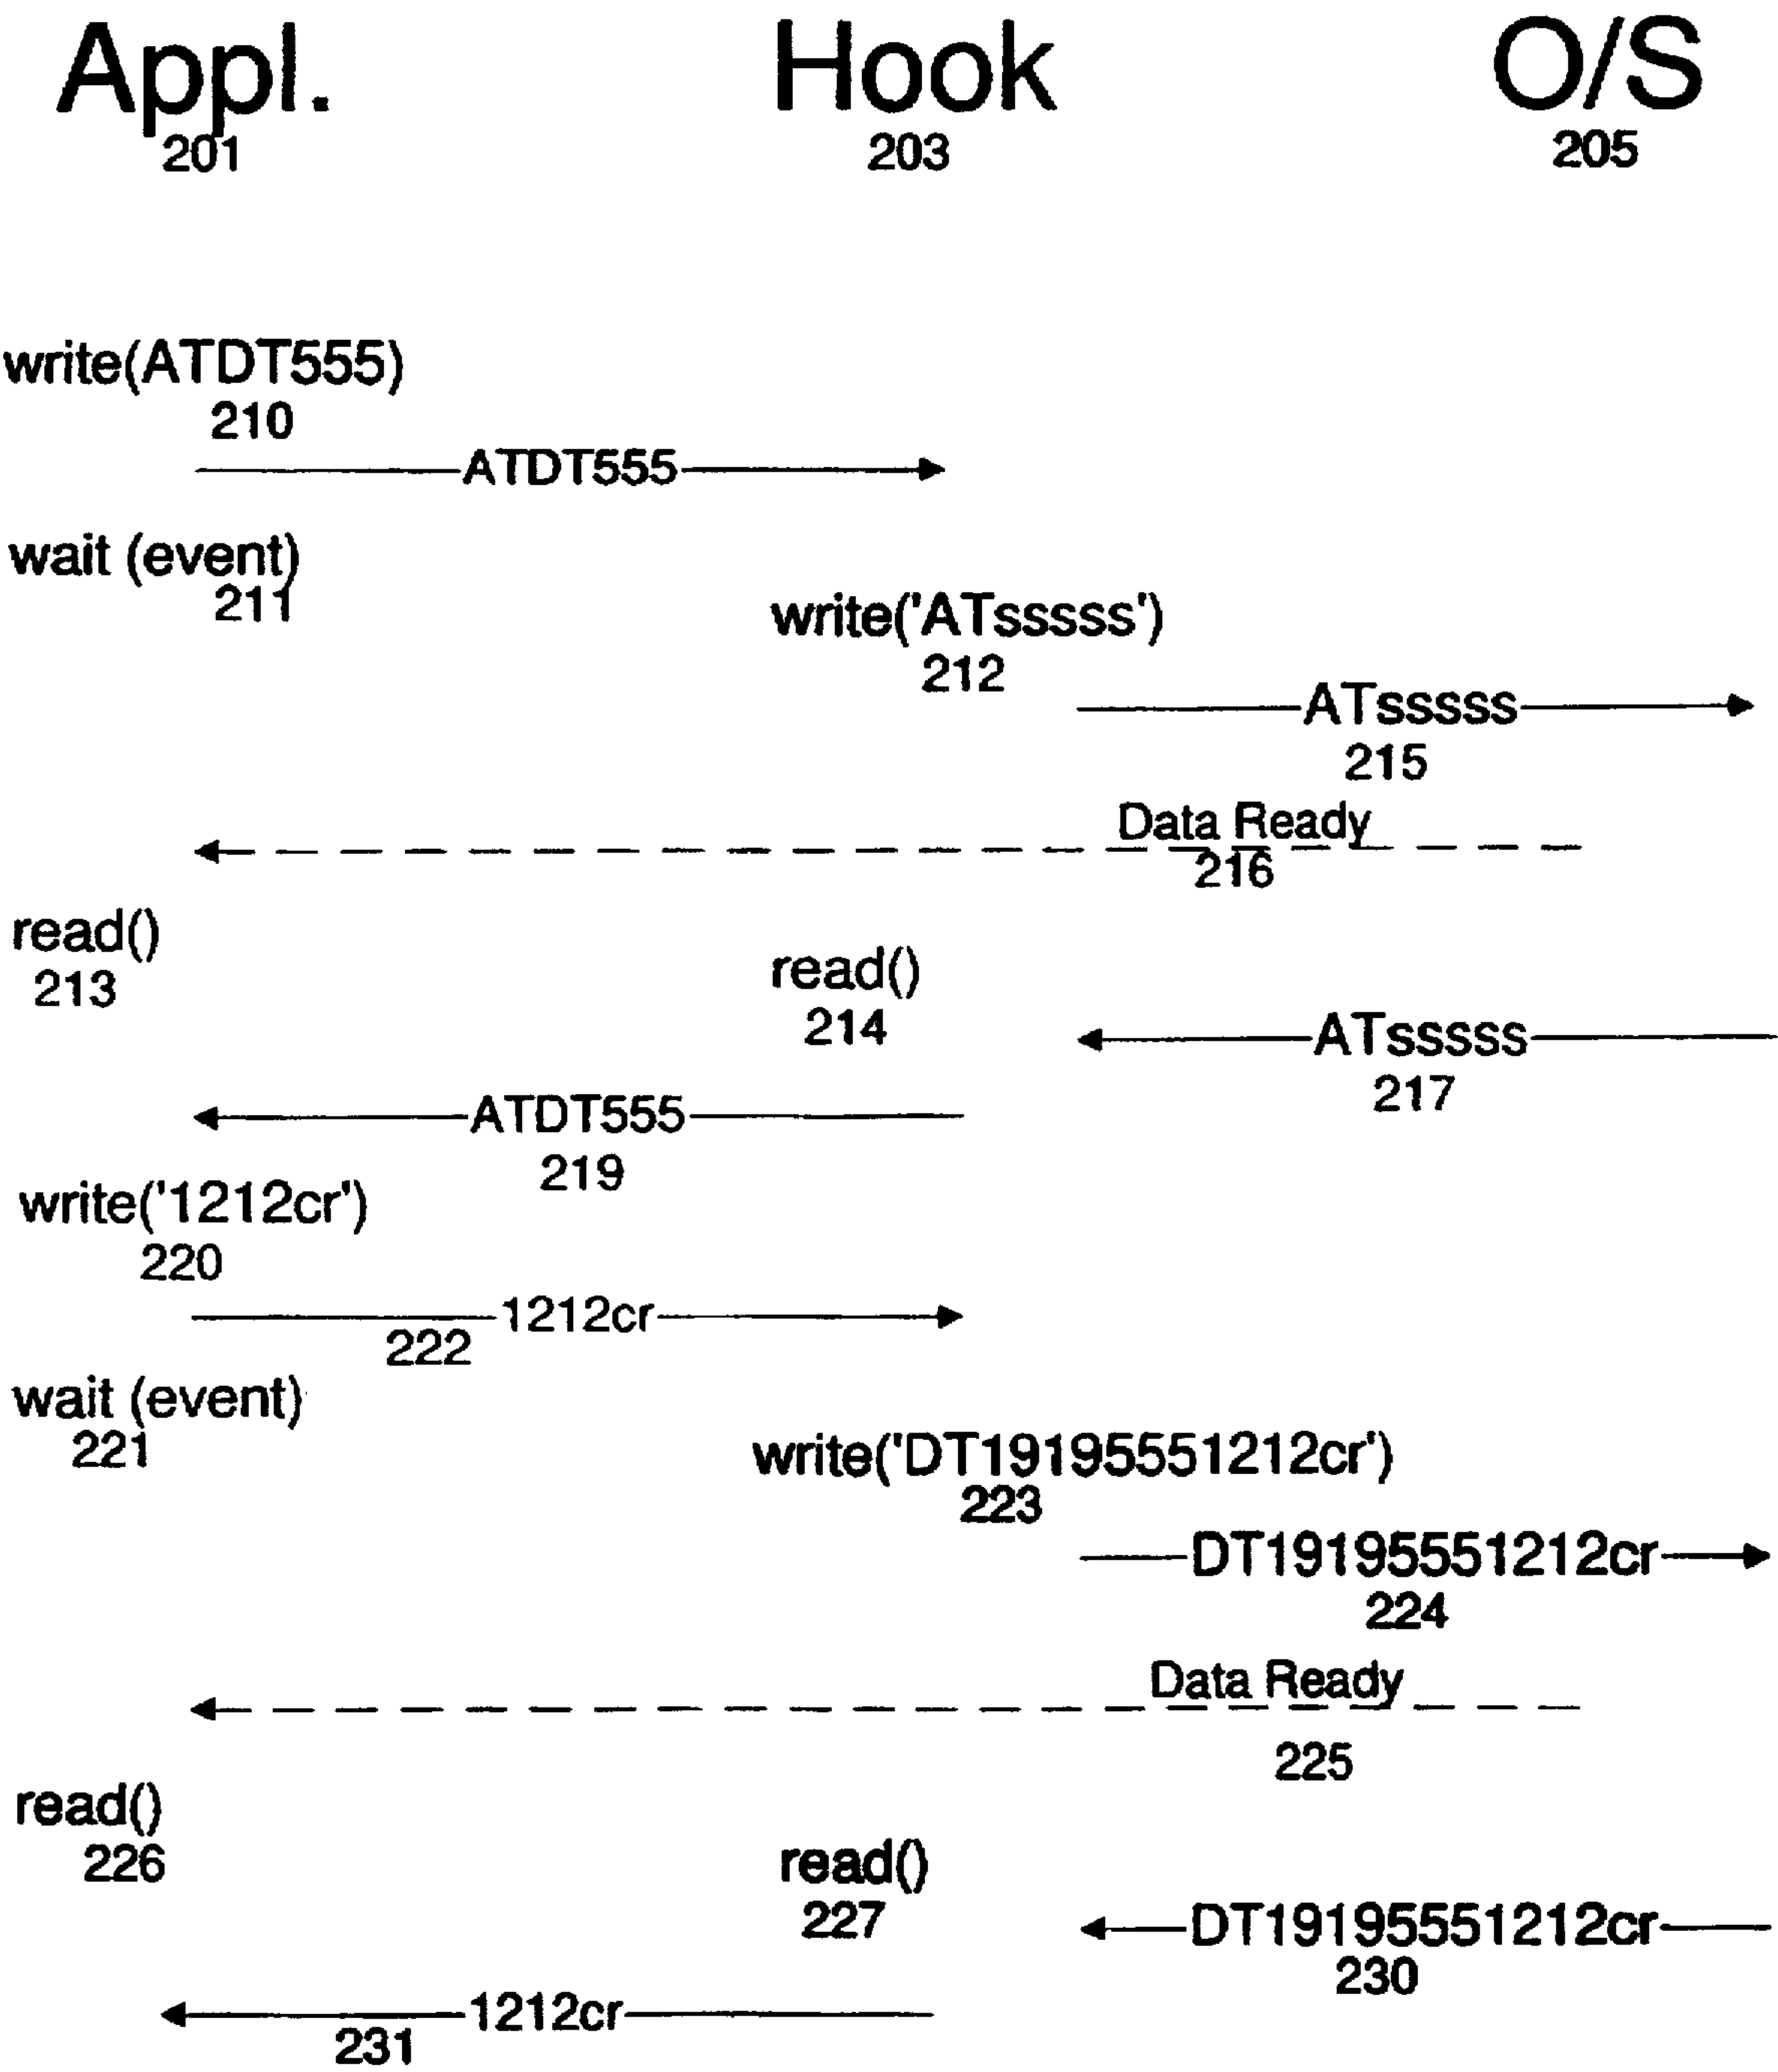 Appl. Hook O/S
201 203 205
write(ATDT555)
210
ATDT555
wait (event)
211
write('ATsssss')
212
ATsssss
215
Data Ready
216
read()
213
read()
214
ATsssss
217
ATDT555
219
write('1212cr')
220
1212cr
222
wait (event)
221
write('DT19195551212cr')
223
DT19195551212cr
224
Data Ready
225
read()
226
read()
227
DT19195551212cr
230
1212cr
231